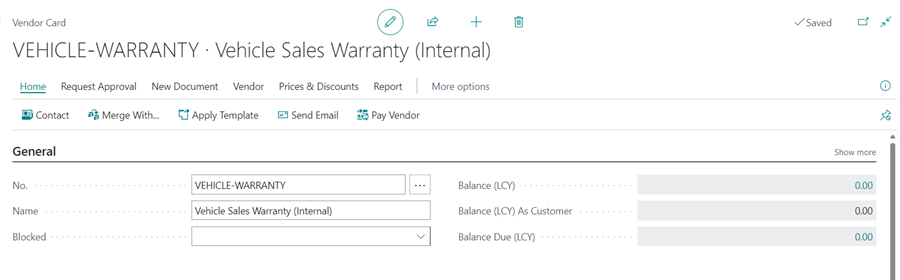 Vendor Card
Saved
VEHICLE-WARRANTY · Vehicle Sales Warranty (Internal)
Home Request Approval New Document Vendor Prices & Discounts Report More options
Contact Merge With... Apply Template Send Email Pay Vendor
General Show more
No. VEHICLE-WARRANTY ... Balance (LCY) 0.00
Name Vehicle Sales Warranty (Internal) Balance (LCY) As Customer 0.00
Blocked Balance Due (LCY) 0.00